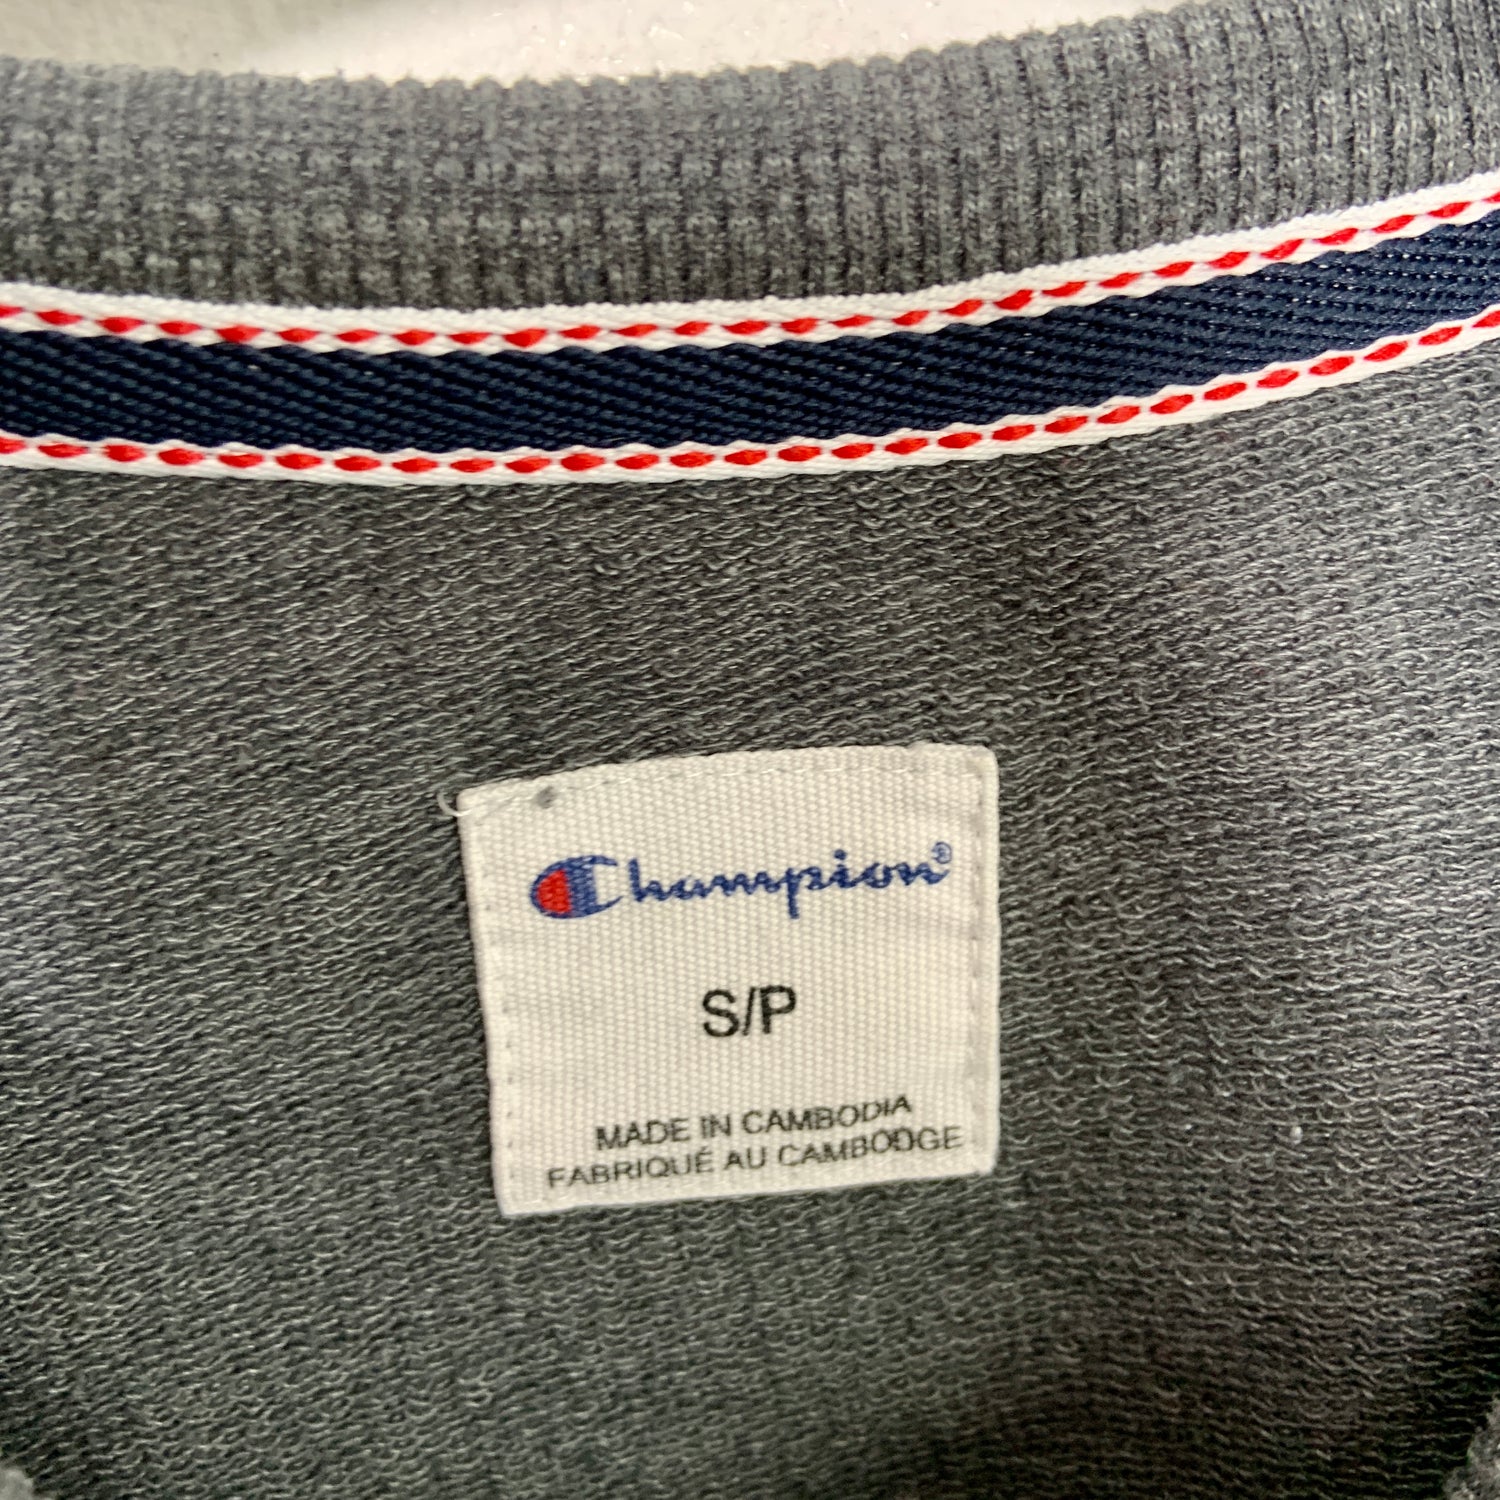 Champion®
S/P
MADE IN CAMBODIA
FABRIQUÉ AU CAMBODGE